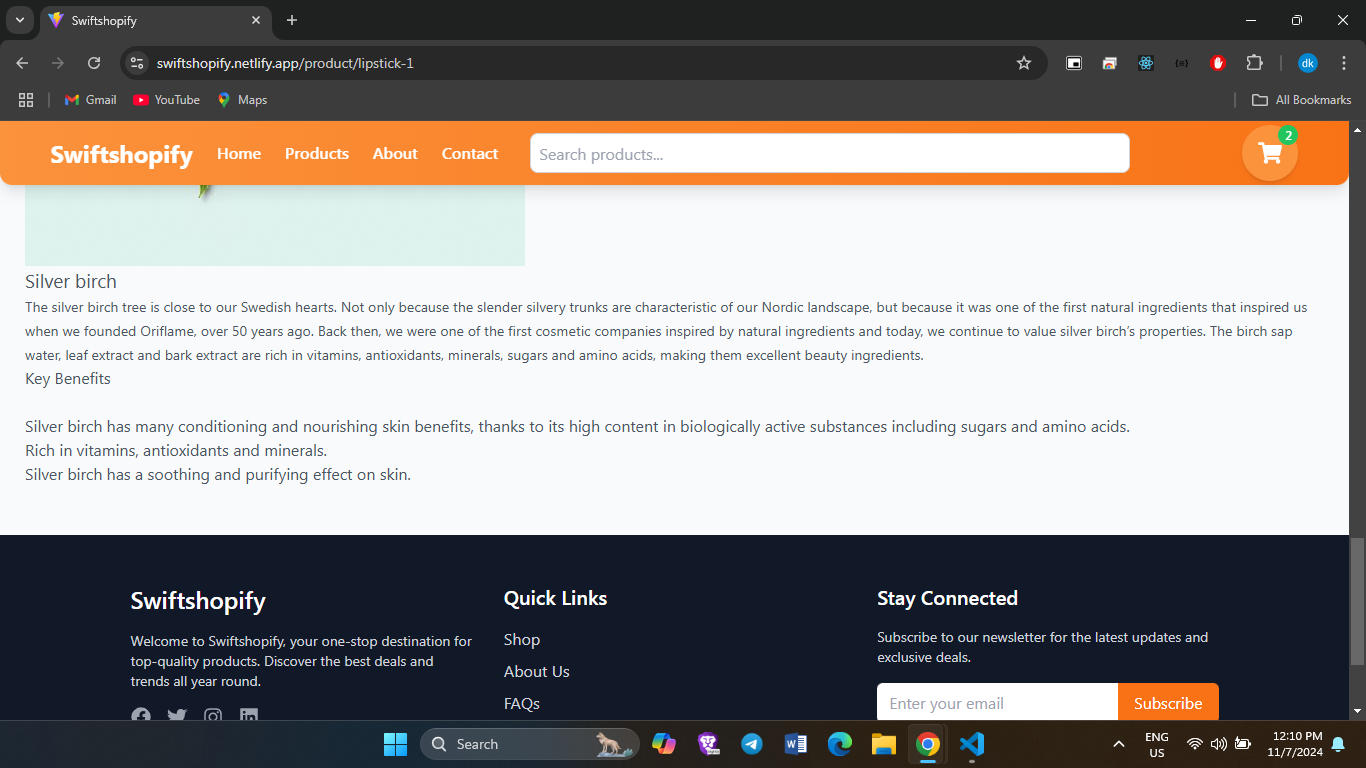 Swiftshopify
swiftshopify.netlify.app/product/lipstick-1
dk
Gmail
YouTube
Maps
All Bookmarks
Swiftshopify
Home
Products
About
Contact
Search products...
2
Silver birch
The silver birch tree is close to our Swedish hearts. Not only because the slender silvery trunks are characteristic of our Nordic landscape, but because it was one of the first natural ingredients that inspired us
when we founded Oriflame, over 50 years ago. Back then, we were one of the first cosmetic companies inspired by natural ingredients and today, we continue to value silver birch’s properties. The birch sap
water, leaf extract and bark extract are rich in vitamins, antioxidants, minerals, sugars and amino acids, making them excellent beauty ingredients.
Key Benefits
Silver birch has many conditioning and nourishing skin benefits, thanks to its high content in biologically active substances including sugars and amino acids.
Rich in vitamins, antioxidants and minerals.
Silver birch has a soothing and purifying effect on skin.
Swiftshopify
Welcome to Swiftshopify, your one-stop destination for
top-quality products. Discover the best deals and
trends all year round.
Quick Links
Shop
About Us
FAQs
Stay Connected
Subscribe to our newsletter for the latest updates and
exclusive deals.
Enter your email
Subscribe
Search
ENG
US
12:10 PM
11/7/2024